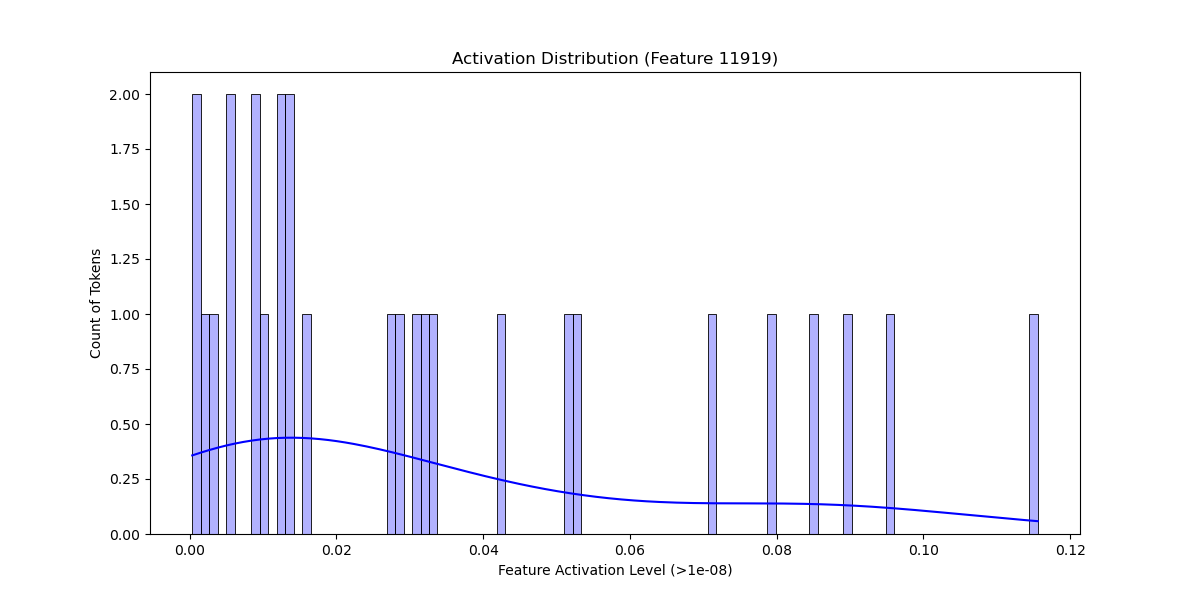 Activation Distribution (Feature 11919)
Count of Tokens
2.00
1.75
1.50
1.25
1.00
0.75
0.50
0.25
0.00
0.00 0.02 0.04 0.06 0.08 0.10 0.12
Feature Activation Level (>1e-08)